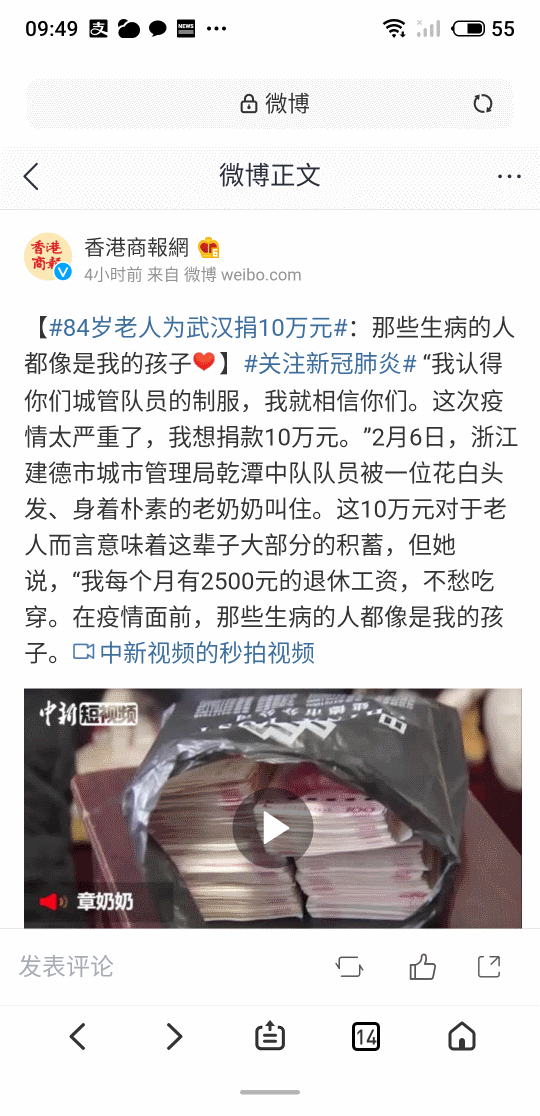 09:49
支
NEWS
55
微博
微博正文
香港
商報
香港商報網
4小时前 来自 微博 weibo.com
【#84岁老人为武汉捐10万元#：那些生病的人
都像是我的孩子❤️】#关注新冠肺炎# “我认得
你们城管队员的制服，我就相信你们。这次疫
情太严重了，我想捐款10万元。”2月6日，浙江
建德市城市管理局乾潭中队队员被一位花白头
发、身着朴素的老奶奶叫住。这10万元对于老
人而言意味着这辈子大部分的积蓄，但她
说，“我每个月有2500元的退休工资，不愁吃
穿。在疫情面前，那些生病的人都像是我的孩
子。中新视频的秒拍视频
中新短视频
章奶奶
发表评论
14